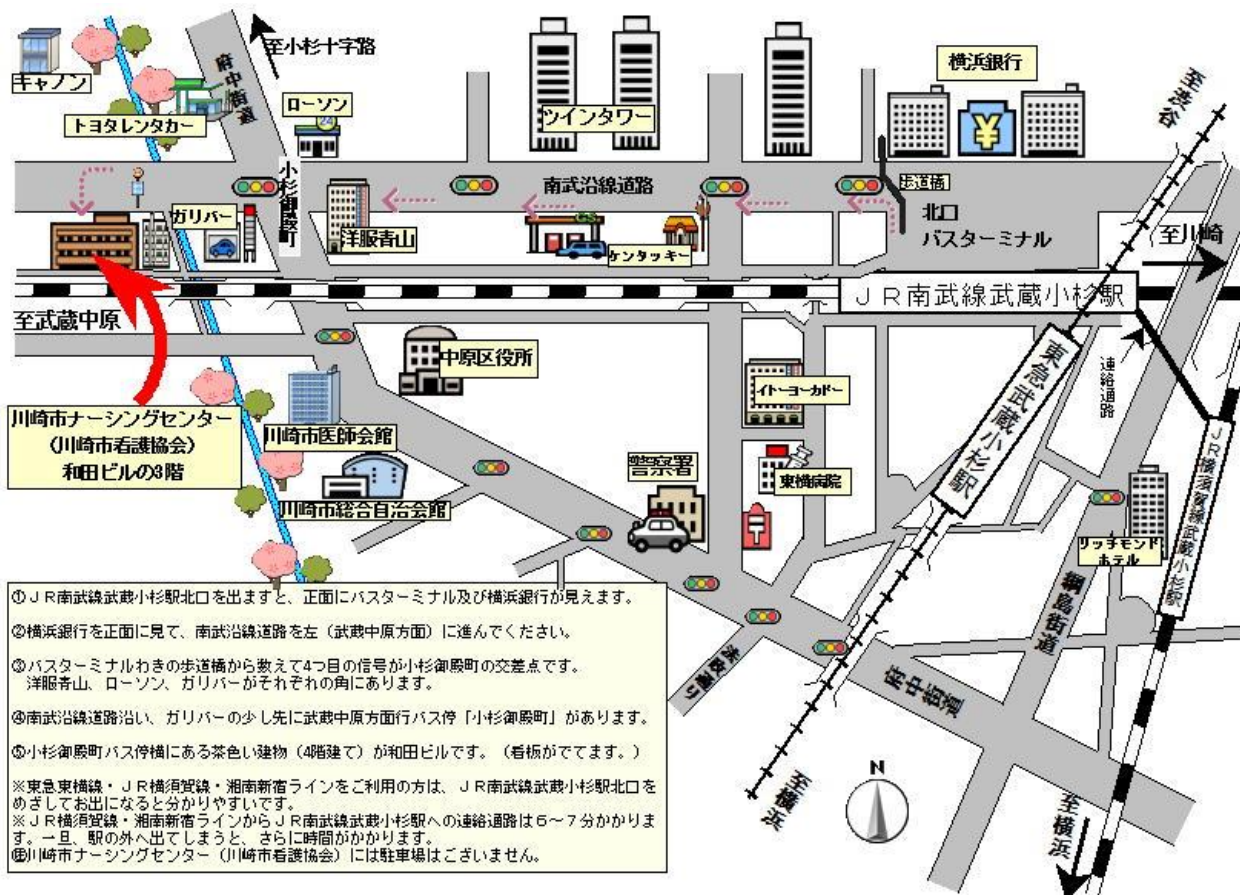 キャノン
トヨタレンタカー
府中街道
至小杉十字路
ローソン
24
ツインタワー
横浜銀行
¥
至渋谷
小杉御殿町
南武沿線道路
歩道橋
北口
バスターミナル
至川崎
ガリバー
洋服青山
ケンタッキー
JR南武線武蔵小杉駅
至武蔵中原
中原区役所
イトーヨーカドー
東急武蔵小杉駅
連絡通路
JR横須賀線武蔵小杉駅
川崎市ナーシングセンター
(川崎市看護協会)
和田ビルの3階
川崎市医師会館
川崎市総合自治会館
警察署
東横病院
〒
リッチモンド
ホテル
綱島街道
法政通り
府中街道
至横浜
N
至横浜
①JR南武線武蔵小杉駅北口を出ますと、正面にバスターミナル及び横浜銀行が見えます。
②横浜銀行を正面に見て、南武沿線道路を左(武蔵中原方面)に進んでください。
③バスターミナルわきの歩道橋から数えて4つ目の信号が小杉御殿町の交差点です。
洋服青山、ローソン、ガリバーがそれぞれの角にあります。
④南武沿線道路沿い、ガリバーの少し先に武蔵中原方面行バス停「小杉御殿町」があります。
⑤小杉御殿町バス停横にある茶色い建物(4階建て)が和田ビルです。(看板がでてます。)
※東急東横線・JR横須賀線・湘南新宿ラインをご利用の方は、JR南武線武蔵小杉駅北口を
めざしてお出になると分かりやすいです。
※JR横須賀線・湘南新宿ラインからJR南武線武蔵小杉駅への連絡通路は6~7分かかりま
す。一旦、駅の外へ出てしまうと、さらに時間がかかります。
川崎市ナーシングセンター(川崎市看護協会)には駐車場はございません。